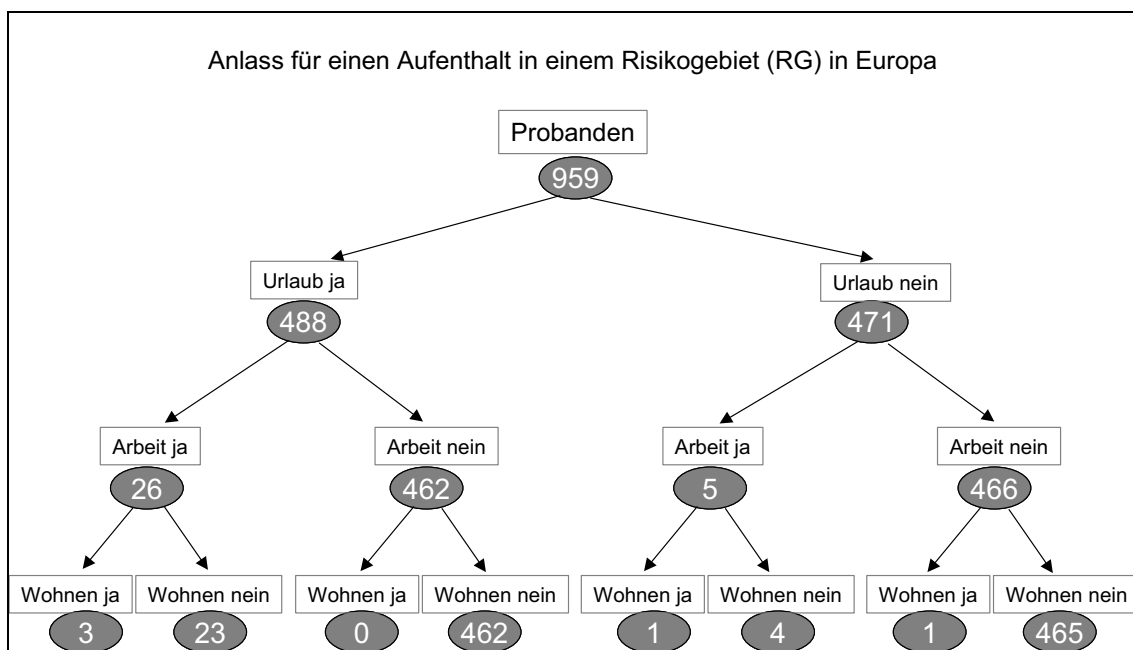 Anlass für einen Aufenthalt in einem Risikogebiet (RG) in Europa
Probanden
959
Urlaub ja
Urlaub nein
488
471
Arbeit ja
Arbeit nein
Arbeit ja
Arbeit nein
26
462
5
466
Wohnen ja
Wohnen nein
Wohnen ja
Wohnen nein
Wohnen ja
Wohnen nein
Wohnen ja
Wohnen nein
3
23
0
462
1
4
1
465